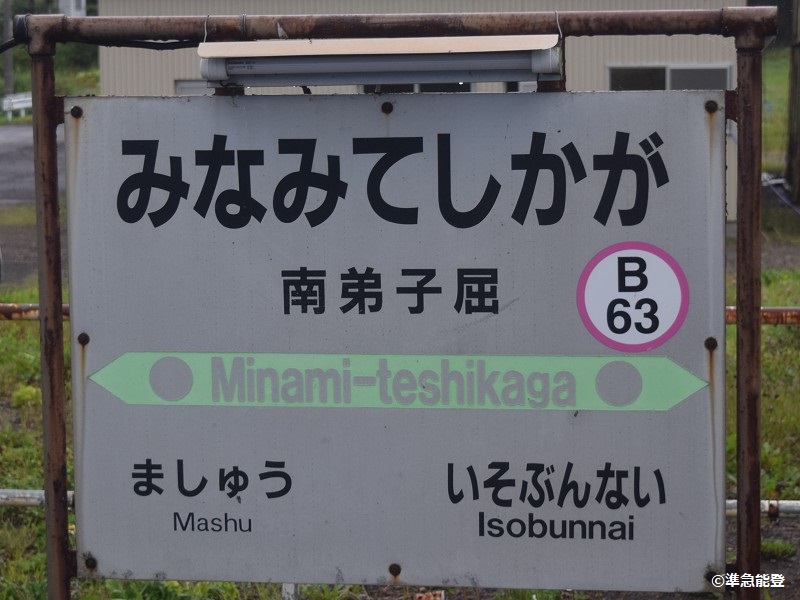 みなみてしかが
南弟子屈
B
63
Minami-teshikaga
ましゅう
Mashu
いそぶんない
Isobunnai
©準急能登